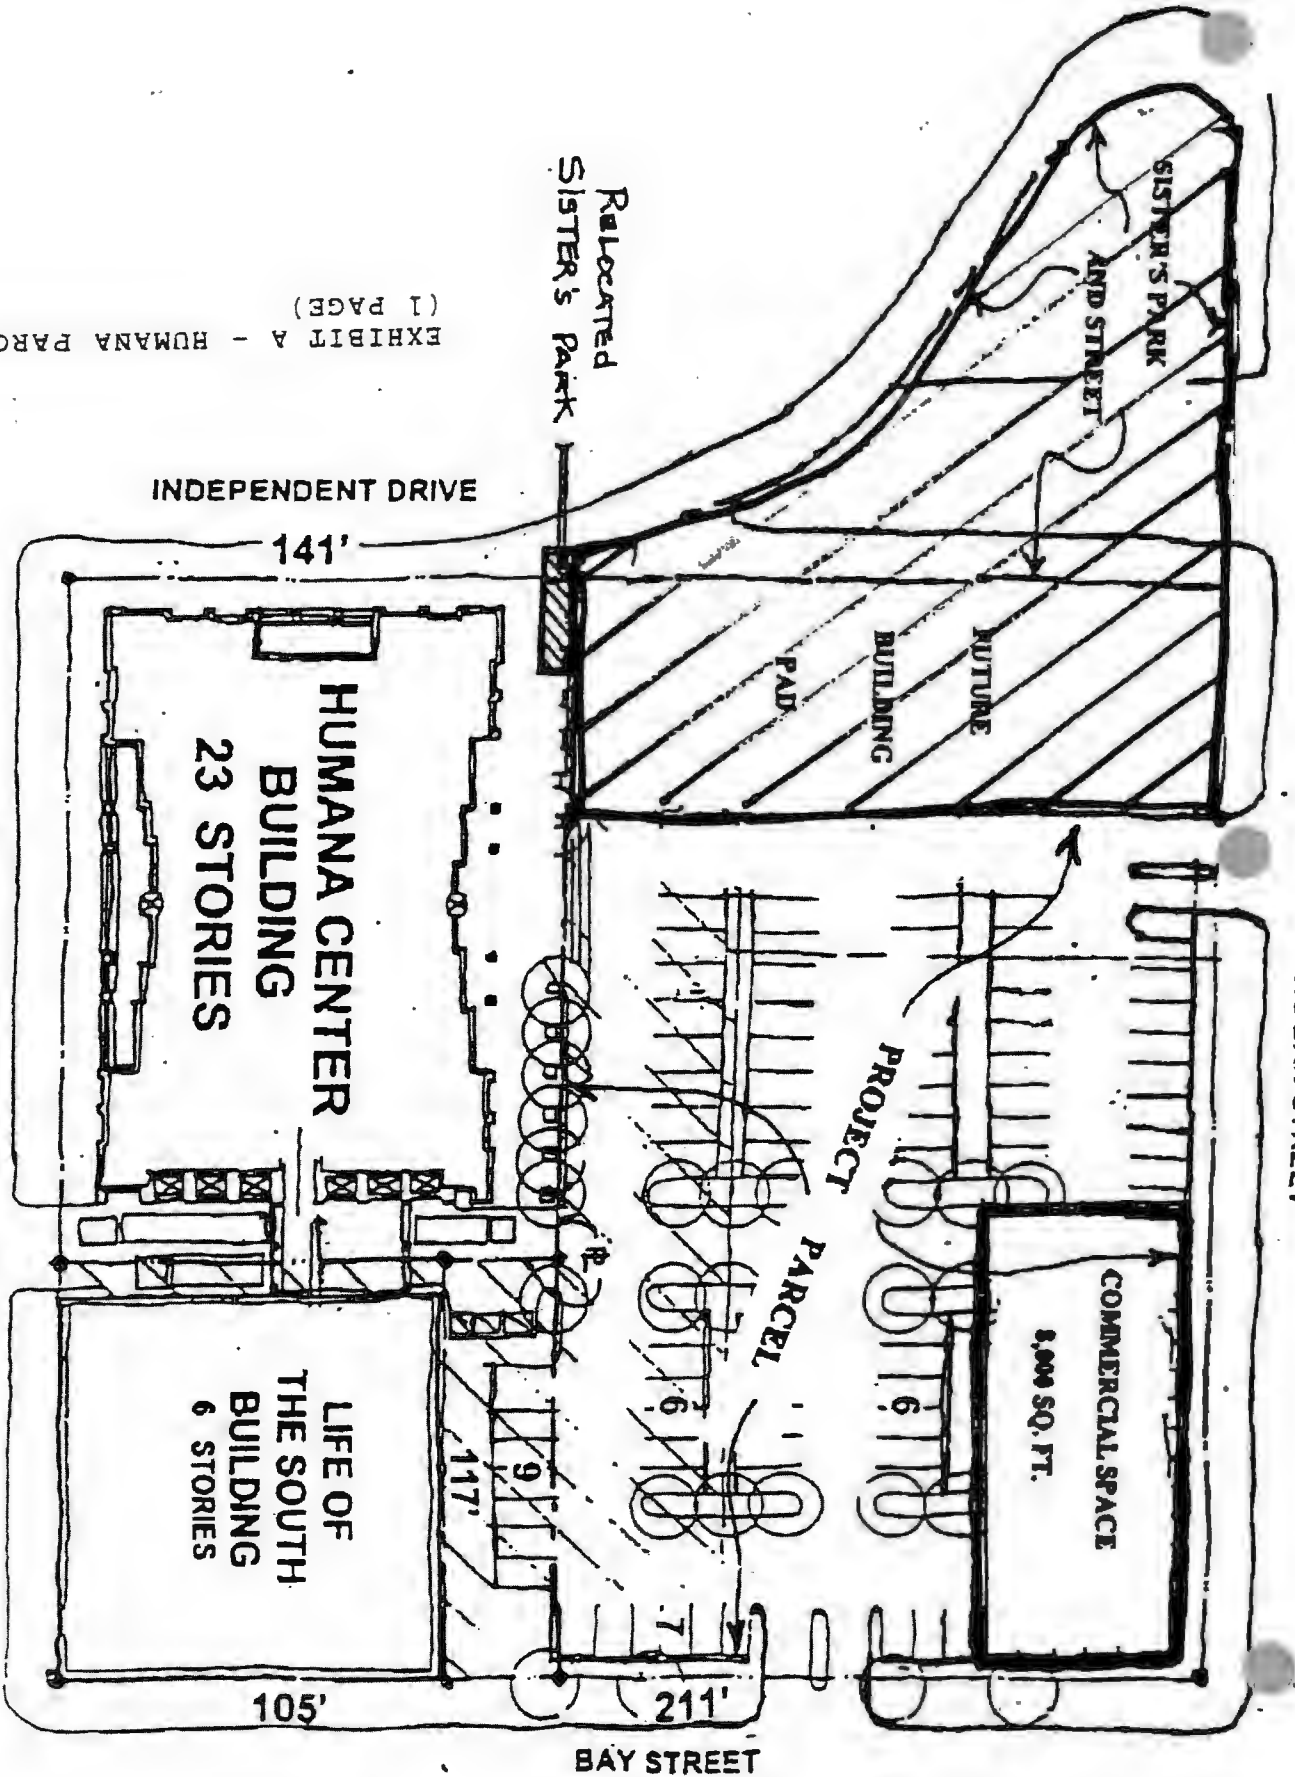 SISTER'S PARK
AND STREET
RELOCATED
SISTER'S PARK
EXHIBIT A - HUMANA PARC
(1 PAGE)
INDEPENDENT DRIVE
141'
FUTURE
BUILDING
PAD
HUMANA CENTER
BUILDING
23 STORIES
PROJECT
PARCEL
COMMERCIAL SPACE
8,000 SQ. FT.
6
6
9
7
117'
LIFE OF
THE SOUTH
BUILDING
6 STORIES
105'
211'
BAY STREET